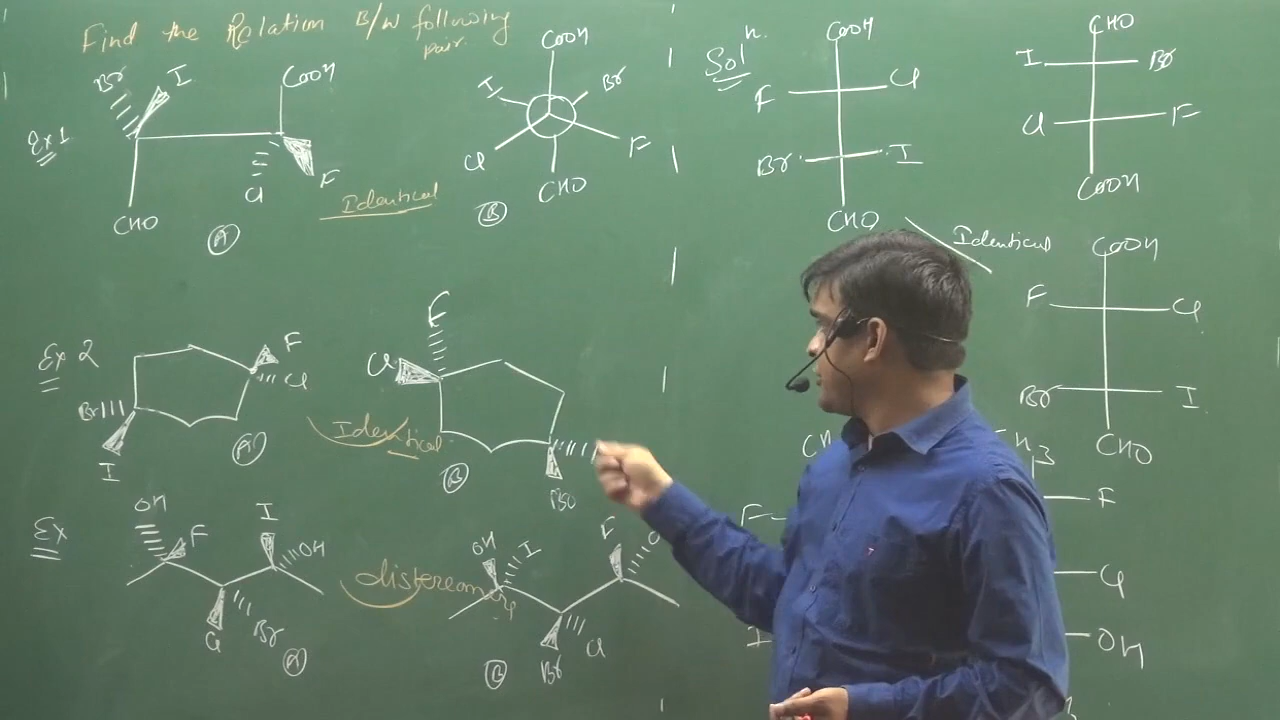 Find the Relation B/W following
pair.
Ex 1
Br I COOH
CHO Cl F
A
Identical
COOH
I Br
Cl F
CHO
B
Soln.
COOH
F Cl
Br I
CHO
CHO
I Br
Cl F
COOH
Identical
COOH
F Cl
Br I
CHO
Ex 2
F
Cl
Br
I
A
Identical
F
Cl
B
Br
Ex
OH F I OH
Cl Br
A
distereomers
OH I F
Br Cl
B
F
F
Cl
I OH